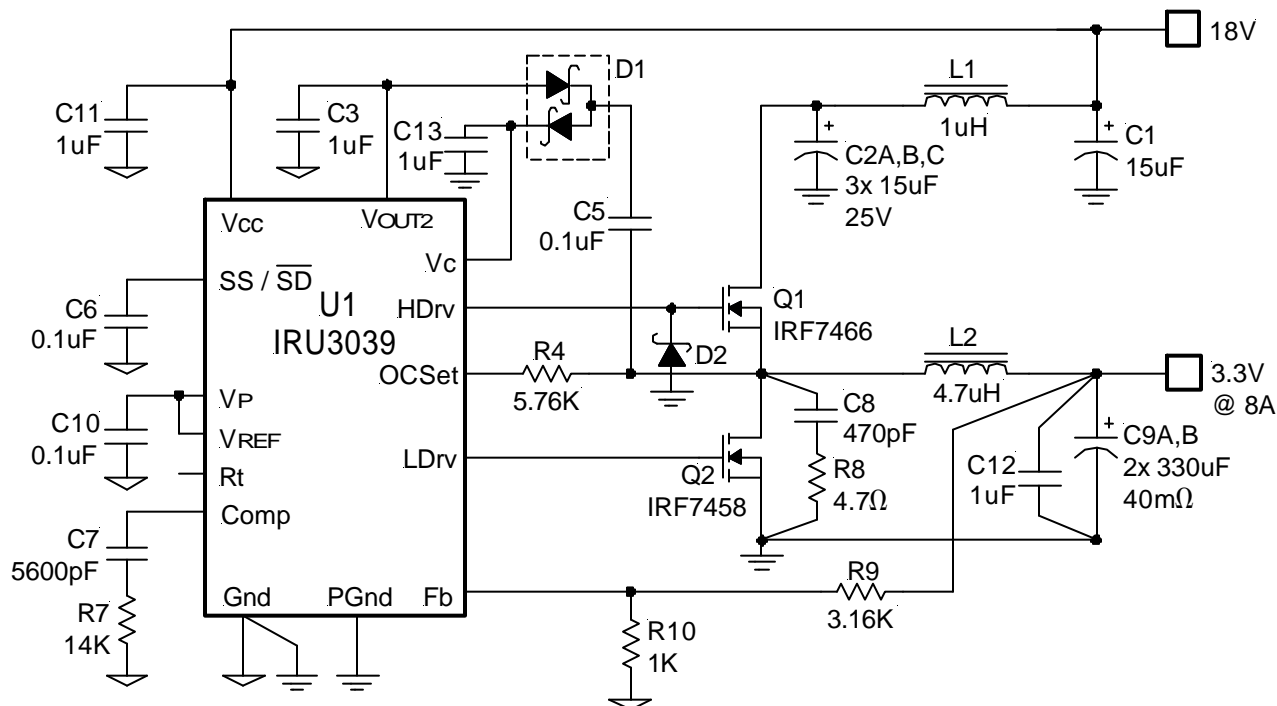 18V
D1
L1
1uH
C11
1uF
C3
1uF
C13
1uF
C2A,B,C
3x 15uF
25V
C1
15uF
C5
0.1uF
Vcc
VOUT2
Vc
SS / SD
U1
IRU3039
HDrv
Q1
IRF7466
C6
0.1uF
D2
L2
4.7uH
3.3V
@ 8A
R4
5.76K
OCSet
C10
0.1uF
VP
VREF
Rt
Comp
LDrv
Q2
IRF7458
C8
470pF
R8
4.7Ω
C12
1uF
C9A,B
2x 330uF
40mΩ
C7
5600pF
R7
14K
Gnd
PGnd
Fb
R9
3.16K
R10
1K